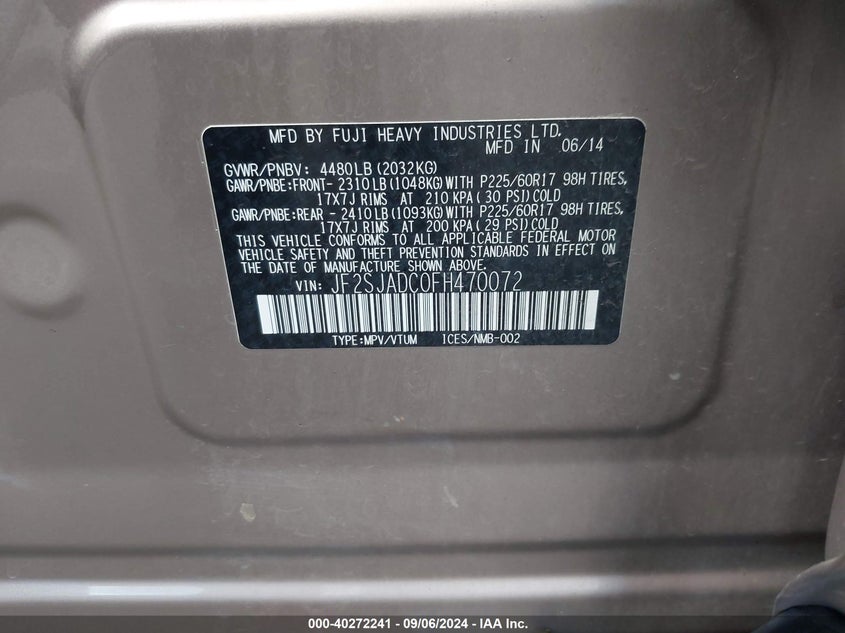 MFD BY FUJI HEAVY INDUSTRIES LTD.
MFD IN 06/14
GVWR/PNBV: 4480LB(2032KG)
GAWR/PNBE:FRONT-2310LB(1048KG)WITH P225/60R17 98H TIRES,
17X7J RIMS AT 210 KPA(30 PSI)COLD
GAWR/PNBE:REAR -2410LB(1093KG)WITH P225/60R17 98H TIRES,
17X7J RIMS AT 200 KPA(29 PSI)COLD
THIS VEHICLE CONFORMS TO ALL APPLICABLE FEDERAL MOTOR
VEHICLE SAFETY AND THEFT PREVENTION STANDARDS IN EFFECT ON
THE DATE OF MANUFACTURE SHOWN ABOVE.
VIN: JF2SJADC0FH470072
TYPE:MPV/VTUM ICES/NMB-002
000-40272241 - 09/06/2024 - IAA Inc.